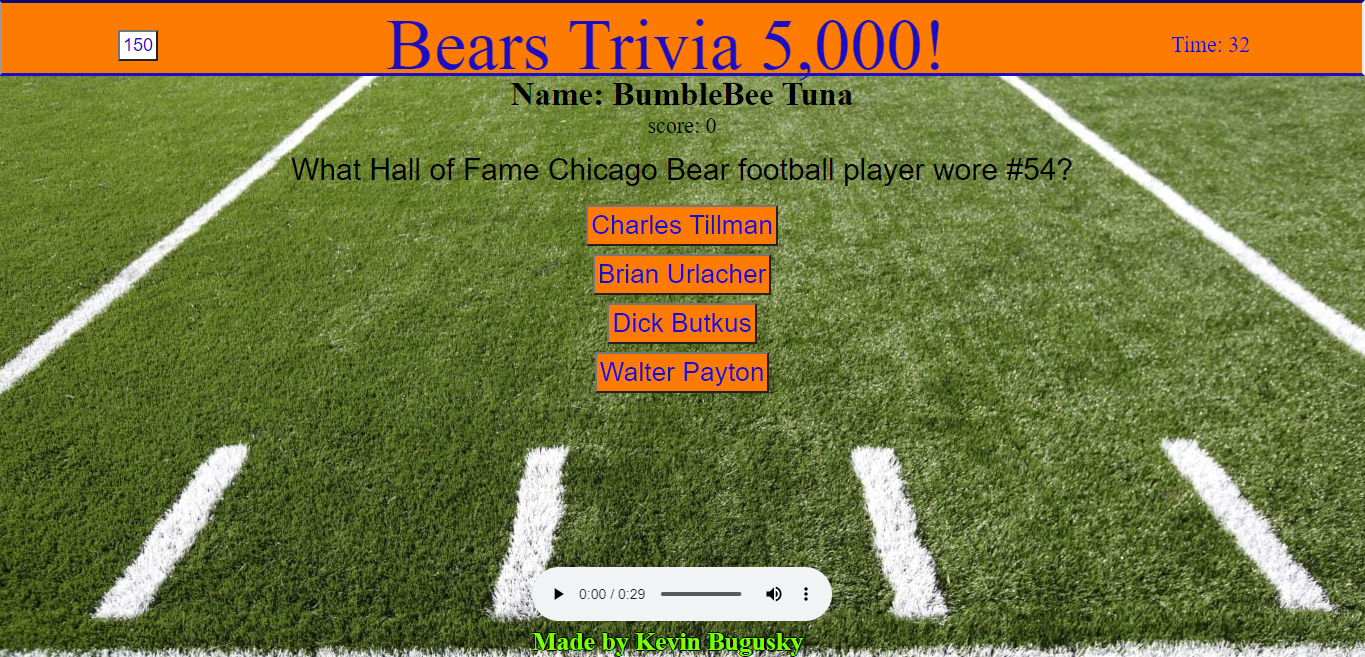 150
Bears Trivia 5,000!
Time: 32
Name: BumbleBee Tuna
score: 0
What Hall of Fame Chicago Bear football player wore #54?
Charles Tillman
Brian Urlacher
Dick Butkus
Walter Payton
0:00 / 0:29
Made by Kevin Bugusky